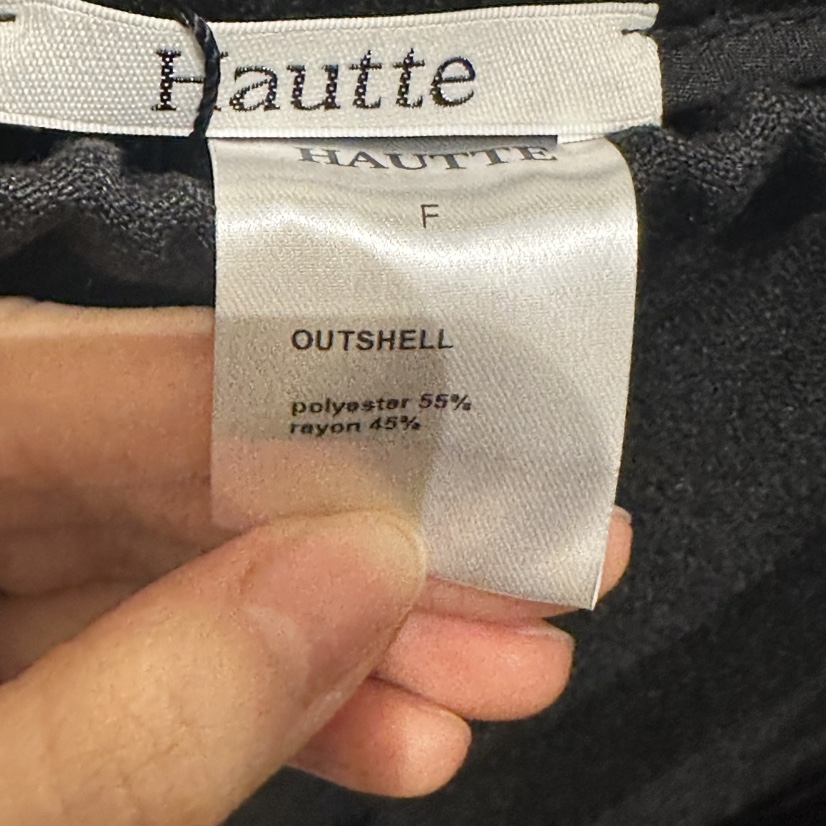 Hautte
HAUTTE
F
OUTSHELL
polyester 55%
rayon 45%